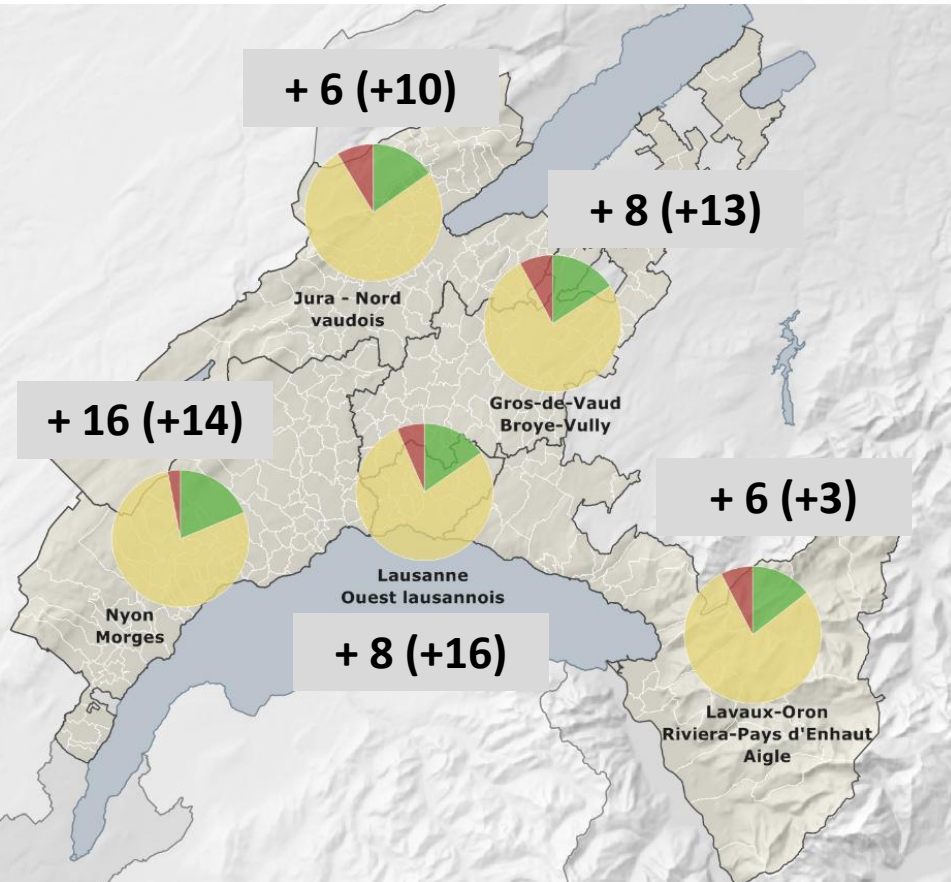 + 6 (+10)
Jura - Nord
vaudois
+ 8 (+13)
Gros-de-Vaud
Broye-Vully
+ 16 (+14)
Nyon
Morges
Lausanne
Ouest lausannois
+ 8 (+16)
+ 6 (+3)
Lavaux-Oron
Riviera-Pays d'Enhaut
Aigle